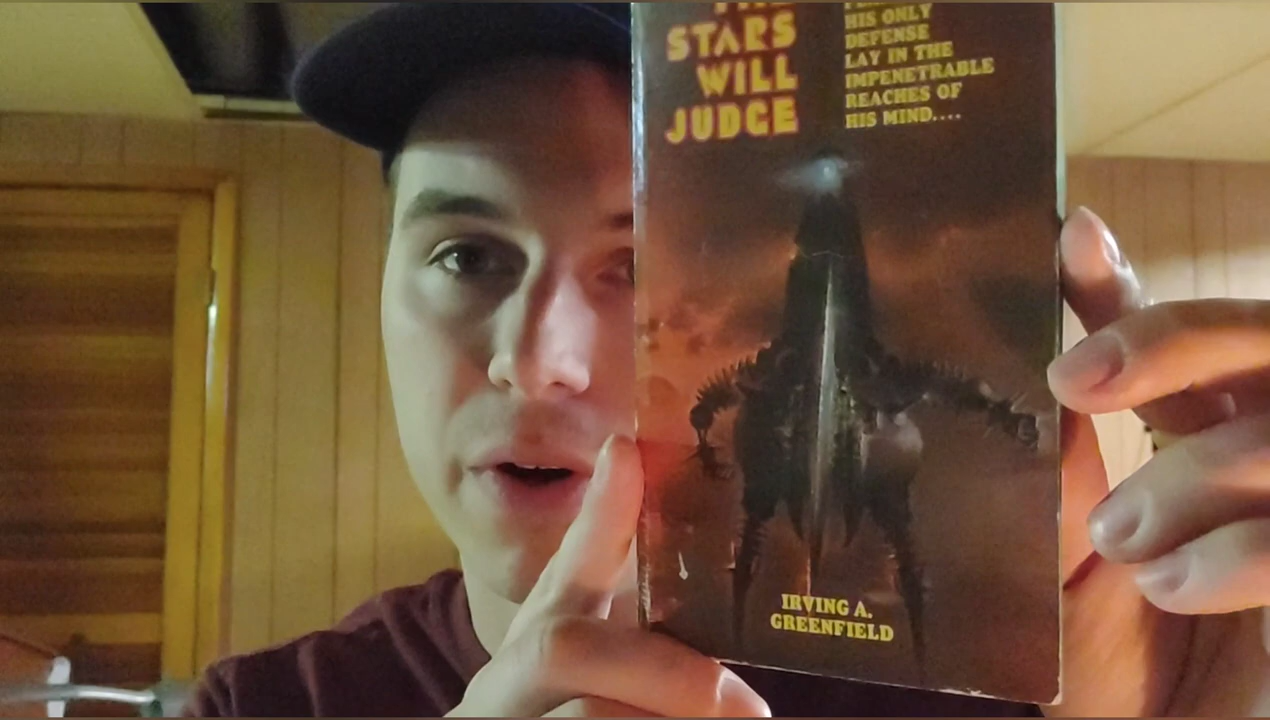 STARS
WILL
JUDGE
HIS ONLY
DEFENSE
LAY IN THE
IMPENETRABLE
REACHES OF
HIS MIND....
IRVING A.
GREENFIELD